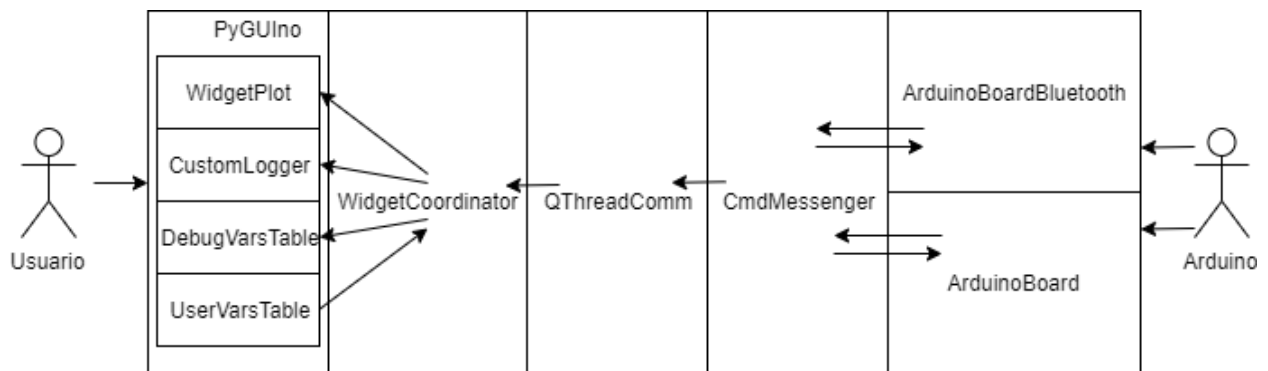 PyGUIno
WidgetPlot
CustomLogger
DebugVarsTable
UserVarsTable
WidgetCoordinator
QThreadComm
CmdMessenger
ArduinoBoardBluetooth
ArduinoBoard
Usuario
Arduino